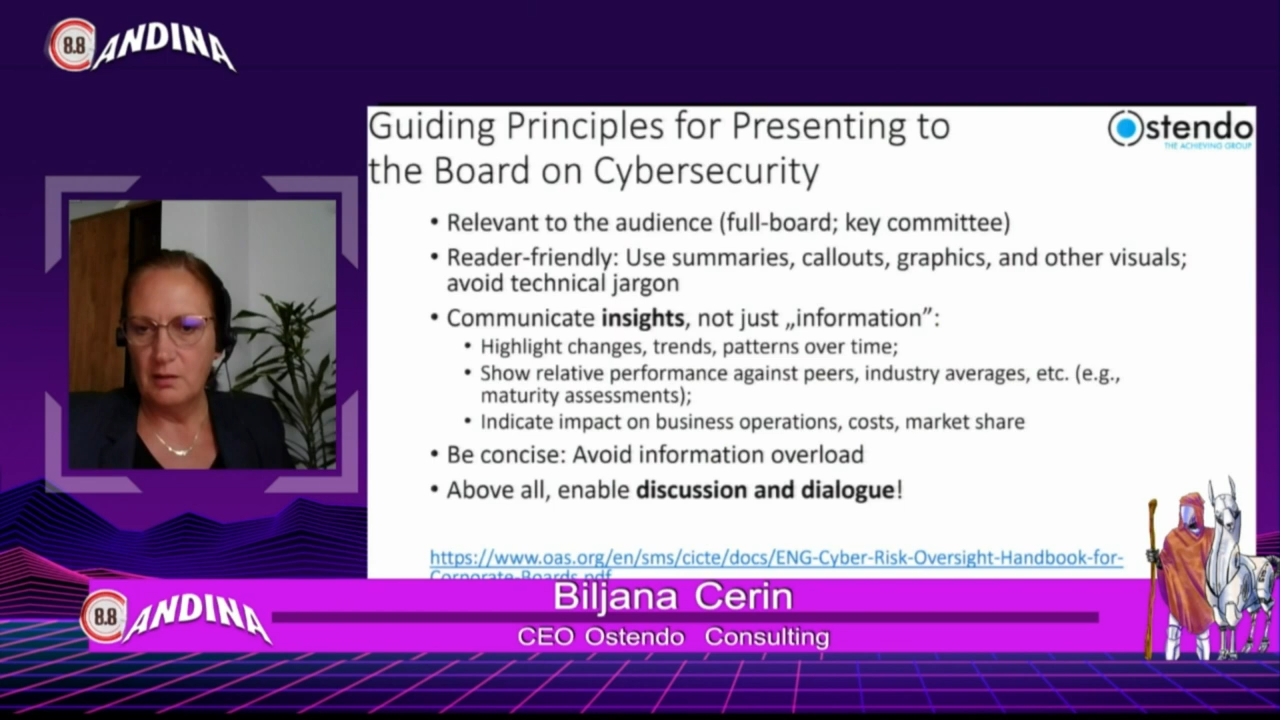 8.8 ANDINA
Guiding Principles for Presenting to
the Board on Cybersecurity
Ostendo
THE ACHIEVING GROUP
• Relevant to the audience (full-board; key committee)
• Reader-friendly: Use summaries, callouts, graphics, and other visuals;
avoid technical jargon
• Communicate insights, not just „information”:
• Highlight changes, trends, patterns over time;
• Show relative performance against peers, industry averages, etc. (e.g.,
maturity assessments);
• Indicate impact on business operations, costs, market share
• Be concise: Avoid information overload
• Above all, enable discussion and dialogue!
https://www.oas.org/en/sms/cicte/docs/ENG-Cyber-Risk-Oversight-Handbook-for-
Corporate-Boards.pdf
Biljana Cerin
8.8 ANDINA
CEO Ostendo Consulting